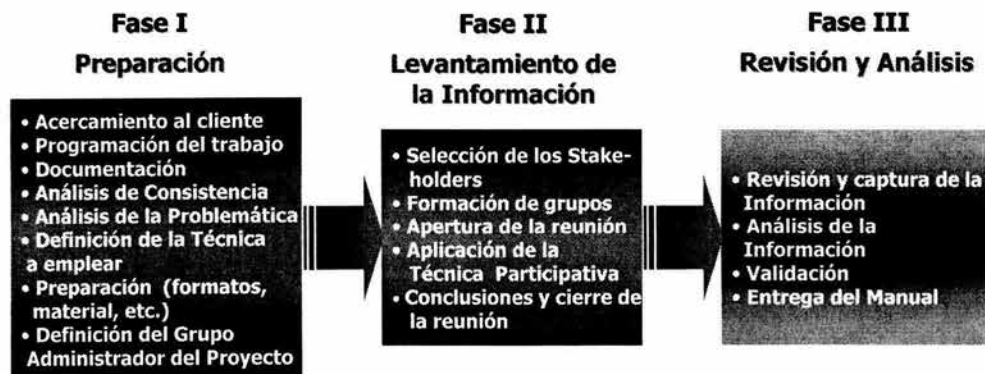 Fase I
Preparación
• Acercamiento al cliente
• Programación del trabajo
• Documentación
• Análisis de Consistencia
• Análisis de la Problemática
• Definición de la Técnica
a emplear
• Preparación (formatos,
material, etc.)
• Definición del Grupo
Administrador del Proyecto
Fase II
Levantamiento de
la Información
• Selección de los Stake-
holders
• Formación de grupos
• Apertura de la reunión
• Aplicación de la
Técnica Participativa
• Conclusiones y cierre de
la reunión
Fase III
Revisión y Análisis
• Revisión y captura de la
Información
• Análisis de la
Información
• Validación
• Entrega del Manual